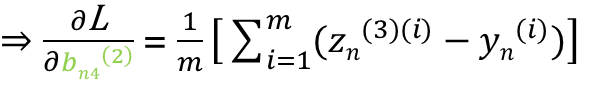 ⇒ ∂L/∂b_{n4}^{(2)} = 1/m [ ∑_{i=1}^{m} (z_n^{(3)(i)} − y_n^{(i)}) ]